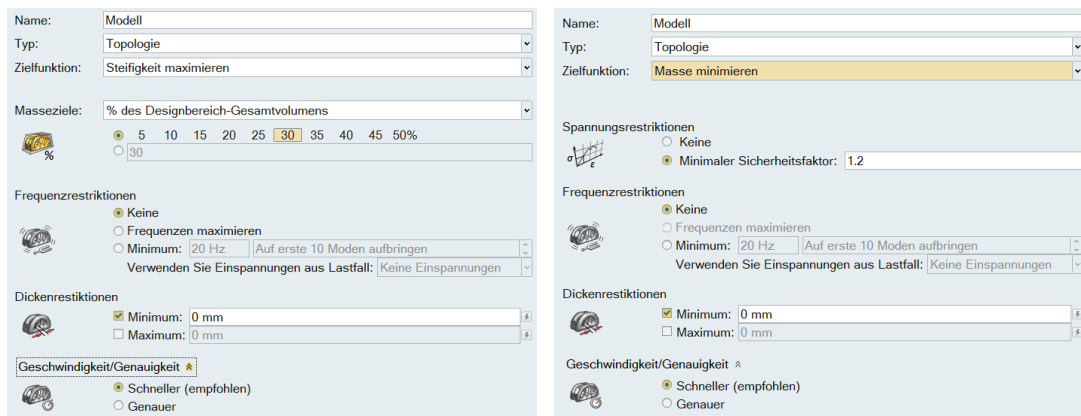 Name: Modell
Typ: Topologie
Zielfunktion: Steifigkeit maximieren
Masseziele: % des Designbereich-Gesamtvolumens
5 10 15 20 25 30 35 40 45 50%
30
%
Frequenzrestriktionen
Keine
Frequenzen maximieren
Minimum: 20 Hz Auf erste 10 Moden aufbringen
Verwenden Sie Einspannungen aus Lastfall: Keine Einspannungen
Dickenrestiktionen
Minimum: 0 mm
Maximum: 0 mm
Geschwindigkeit/Genauigkeit
Schneller (empfohlen)
Genauer
Name: Modell
Typ: Topologie
Zielfunktion: Masse minimieren
Spannungsrestriktionen
Keine
Minimaler Sicherheitsfaktor: 1.2
σ ε
Frequenzrestriktionen
Keine
Frequenzen maximieren
Minimum: 20 Hz Auf erste 10 Moden aufbringen
Verwenden Sie Einspannungen aus Lastfall: Keine Einspannungen
Dickenrestiktionen
Minimum: 0 mm
Maximum: 0 mm
Geschwindigkeit/Genauigkeit
Schneller (empfohlen)
Genauer